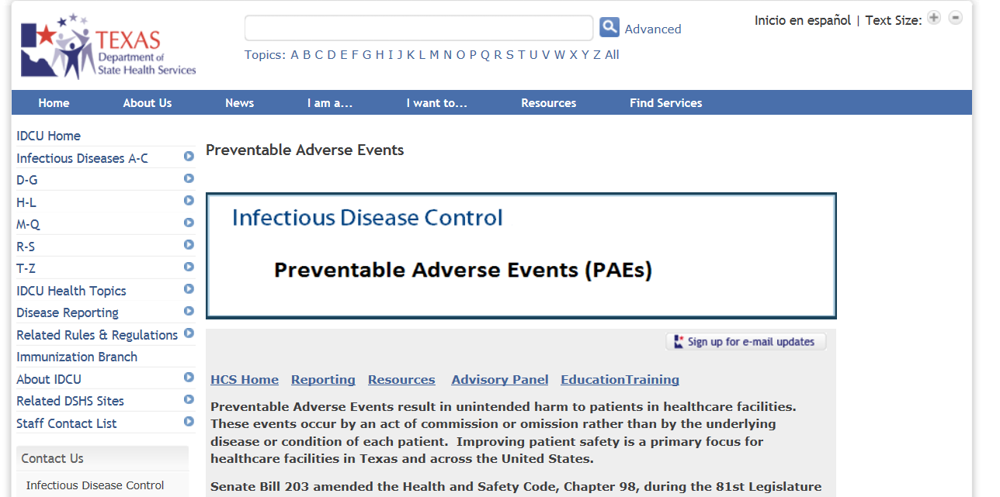 TEXAS
Department of
State Health Services
Advanced
Topics: A B C D E F G H I J K L M N O P Q R S T U V W X Y Z All
Inicio en español | Text Size:
Home About Us News I am a... I want to... Resources Find Services
IDCU Home
Infectious Diseases A-C
D-G
H-L
M-Q
R-S
T-Z
IDCU Health Topics
Disease Reporting
Related Rules & Regulations
Immunization Branch
About IDCU
Related DSHS Sites
Staff Contact List
Contact Us
Infectious Disease Control
Preventable Adverse Events
Infectious Disease Control
Preventable Adverse Events (PAEs)
Sign up for e-mail updates
HCS Home Reporting Resources Advisory Panel EducationTraining
Preventable Adverse Events result in unintended harm to patients in healthcare facilities.
These events occur by an act of commission or omission rather than by the underlying
disease or condition of each patient. Improving patient safety is a primary focus for
healthcare facilities in Texas and across the United States.
Senate Bill 203 amended the Health and Safety Code, Chapter 98, during the 81st Legislature